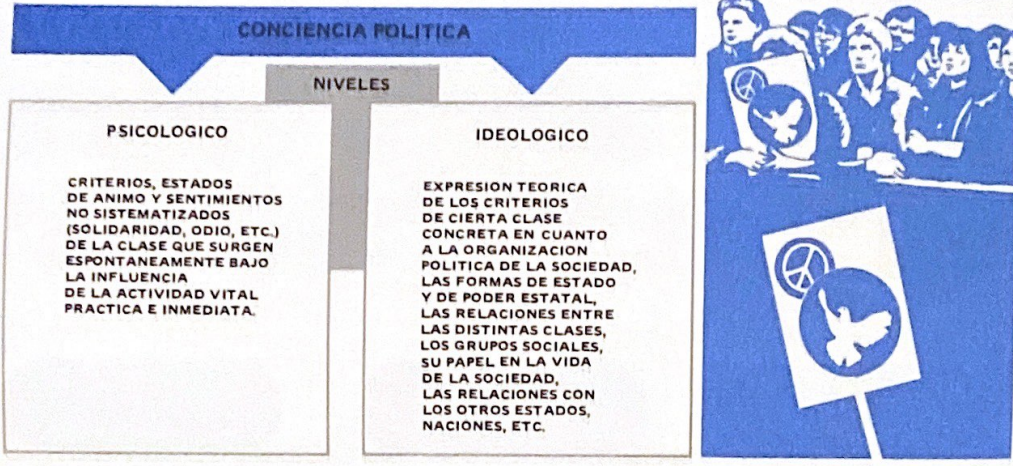 CONCIENCIA POLITICA
NIVELES
PSICOLOGICO
CRITERIOS, ESTADOS
DE ANIMO Y SENTIMIENTOS
NO SISTEMATIZADOS
(SOLIDARIDAD, ODIO, ETC.)
DE LA CLASE QUE SURGEN
ESPONTANEAMENTE BAJO
LA INFLUENCIA
DE LA ACTIVIDAD VITAL
PRACTICA E INMEDIATA.
IDEOLOGICO
EXPRESION TEORICA
DE LOS CRITERIOS
DE CIERTA CLASE
CONCRETA EN CUANTO
A LA ORGANIZACION
POLITICA DE LA SOCIEDAD,
LAS FORMAS DE ESTADO
Y DE PODER ESTATAL,
LAS RELACIONES ENTRE
LAS DISTINTAS CLASES,
LOS GRUPOS SOCIALES,
SU PAPEL EN LA VIDA
DE LA SOCIEDAD,
LAS RELACIONES CON
LOS OTROS ESTADOS,
NACIONES, ETC.